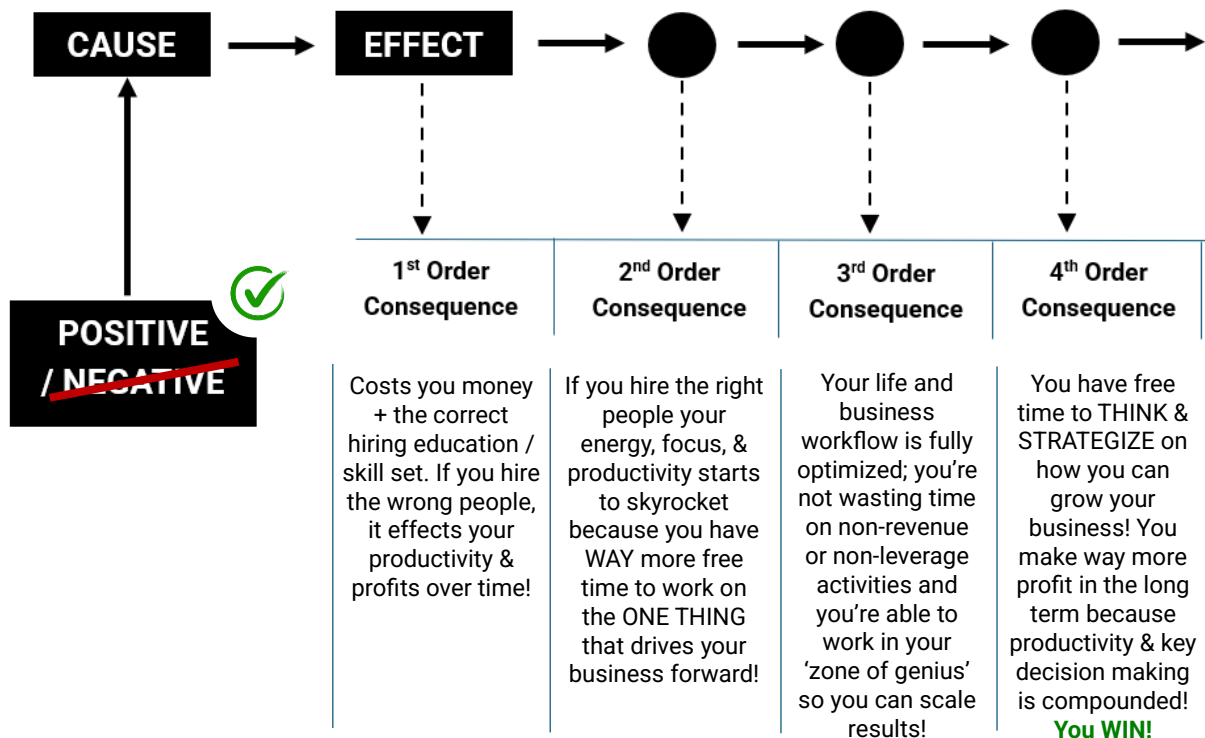 CAUSE
EFFECT
POSITIVE
/ NEGATIVE
1st Order
Consequence
2nd Order
Consequence
3rd Order
Consequence
4th Order
Consequence
Costs you money
+ the correct
hiring education /
skill set. If you hire
the wrong people,
it effects your
productivity &
profits over time!
If you hire the right
people your
energy, focus, &
productivity starts
to skyrocket
because you have
WAY more free
time to work on
the ONE THING
that drives your
business forward!
Your life and
business
workflow is fully
optimized; you’re
not wasting time
on non-revenue
or non-leverage
activities and
you’re able to
work in your
‘zone of genius’
so you can scale
results!
You have free
time to THINK &
STRATEGIZE on
how you can
grow your
business! You
make way more
profit in the long
term because
productivity & key
decision making
is compounded!
You WIN!